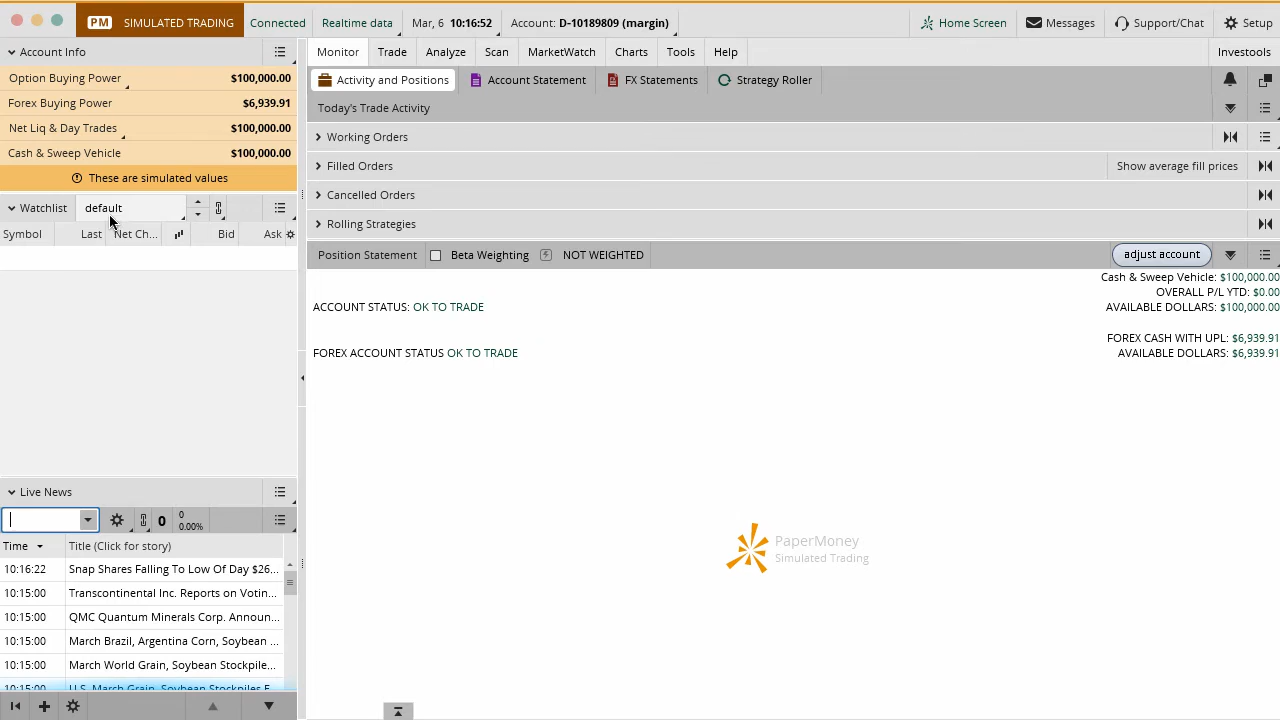 PM SIMULATED TRADING Connected Realtime data Mar, 6 10:16:52 Account: D-10189809 (margin) Home Screen Messages Support/Chat Setup
Account Info
Monitor Trade Analyze Scan MarketWatch Charts Tools Help Investools
Option Buying Power $100,000.00
Forex Buying Power $6,939.91
Net Liq & Day Trades $100,000.00
Cash & Sweep Vehicle $100,000.00
These are simulated values
Activity and Positions Account Statement FX Statements Strategy Roller
Today's Trade Activity
Working Orders
Filled Orders Show average fill prices
Cancelled Orders
Rolling Strategies
Watchlist default
Symbol Last Net Ch... Bid Ask
Position Statement Beta Weighting NOT WEIGHTED adjust account
Cash & Sweep Vehicle: $100,000.00
OVERALL P/L YTD: $0.00
ACCOUNT STATUS: OK TO TRADE AVAILABLE DOLLARS: $100,000.00
FOREX CASH WITH UPL: $6,939.91
FOREX ACCOUNT STATUS OK TO TRADE AVAILABLE DOLLARS: $6,939.91
PaperMoney
Simulated Trading
Live News
0 0
0.00%
Time Title (Click for story)
10:16:22 Snap Shares Falling To Low Of Day $26...
10:15:00 Transcontinental Inc. Reports on Votin...
10:15:00 QMC Quantum Minerals Corp. Announ...
10:15:00 March Brazil, Argentina Corn, Soybean ...
10:15:00 March World Grain, Soybean Stockpile...
10:15:00 U.S. March Grain, Soybean Stockpiles F